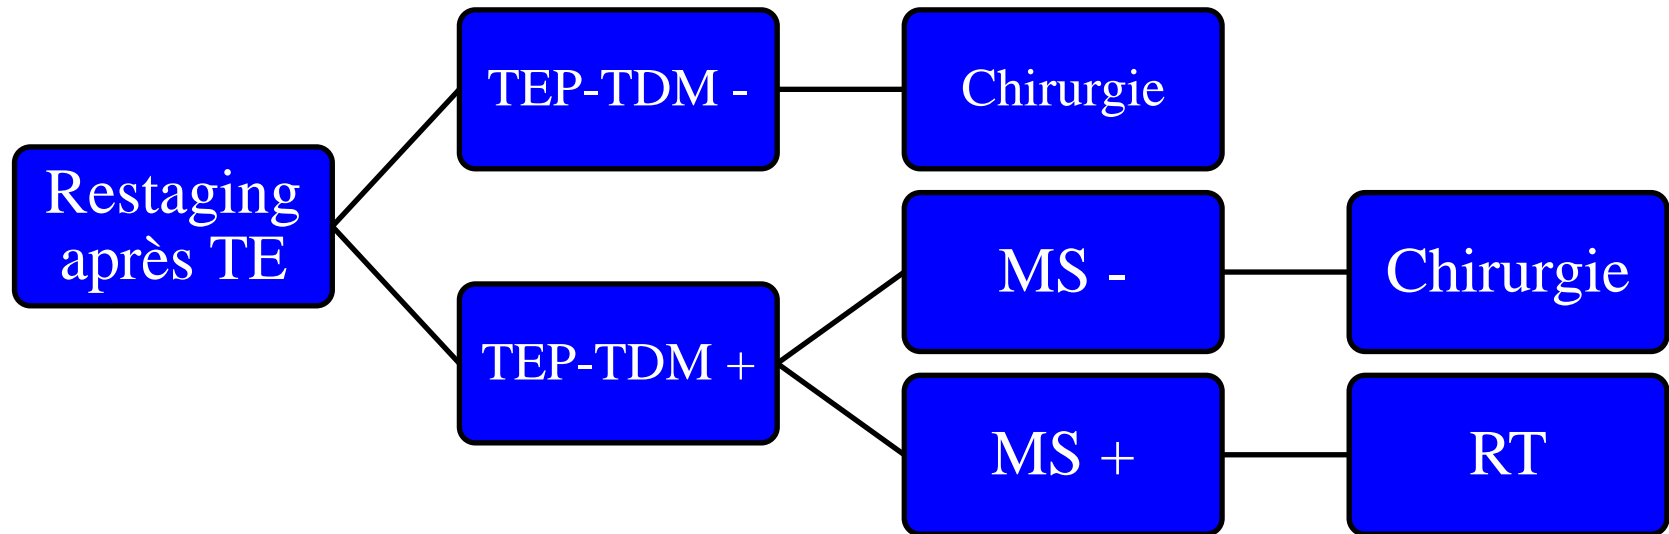 Restaging
après TE
TEP-TDM -
Chirurgie
TEP-TDM +
MS -
Chirurgie
MS +
RT